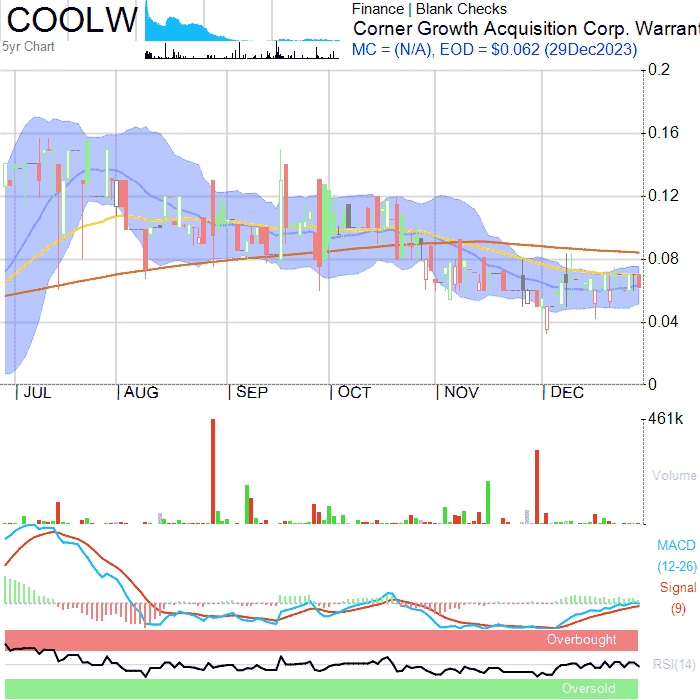 COOLW
5yr Chart
Finance | Blank Checks
Corner Growth Acquisition Corp. Warrant
MC = (N/A), EOD = $0.062 (29Dec2023)
0.2
0.16
0.12
0.08
0.04
0
JUL AUG SEP OCT NOV DEC
461k
Volume
MACD
(12-26)
Signal
(9)
Overbought
RSI(14)
Oversold